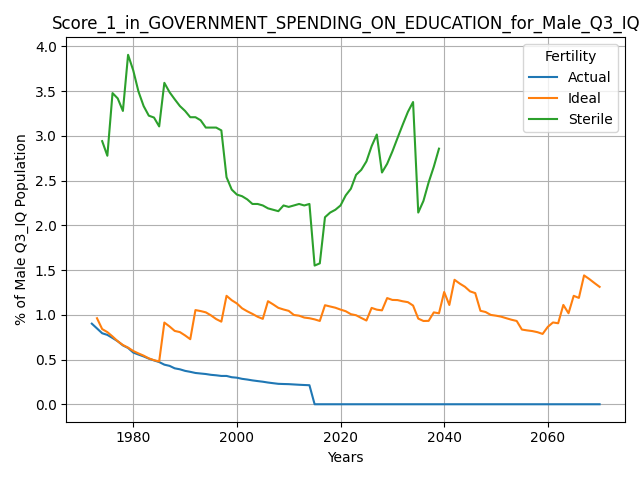 Score_1_in_GOVERNMENT_SPENDING_ON_EDUCATION_for_Male_Q3_IQ
Fertility
Actual
Ideal
Sterile
% of Male Q3_IQ Population
4.0
3.5
3.0
2.5
2.0
1.5
1.0
0.5
0.0
1980 2000 2020 2040 2060
Years